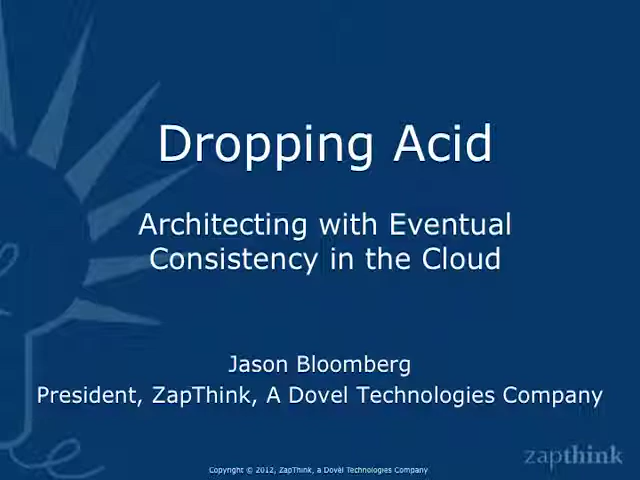 Dropping Acid
Architecting with Eventual
Consistency in the Cloud
Jason Bloomberg
President, ZapThink, A Dovel Technologies Company
zapthink
Copyright © 2012, ZapThink, a Dovèl Technologies Company